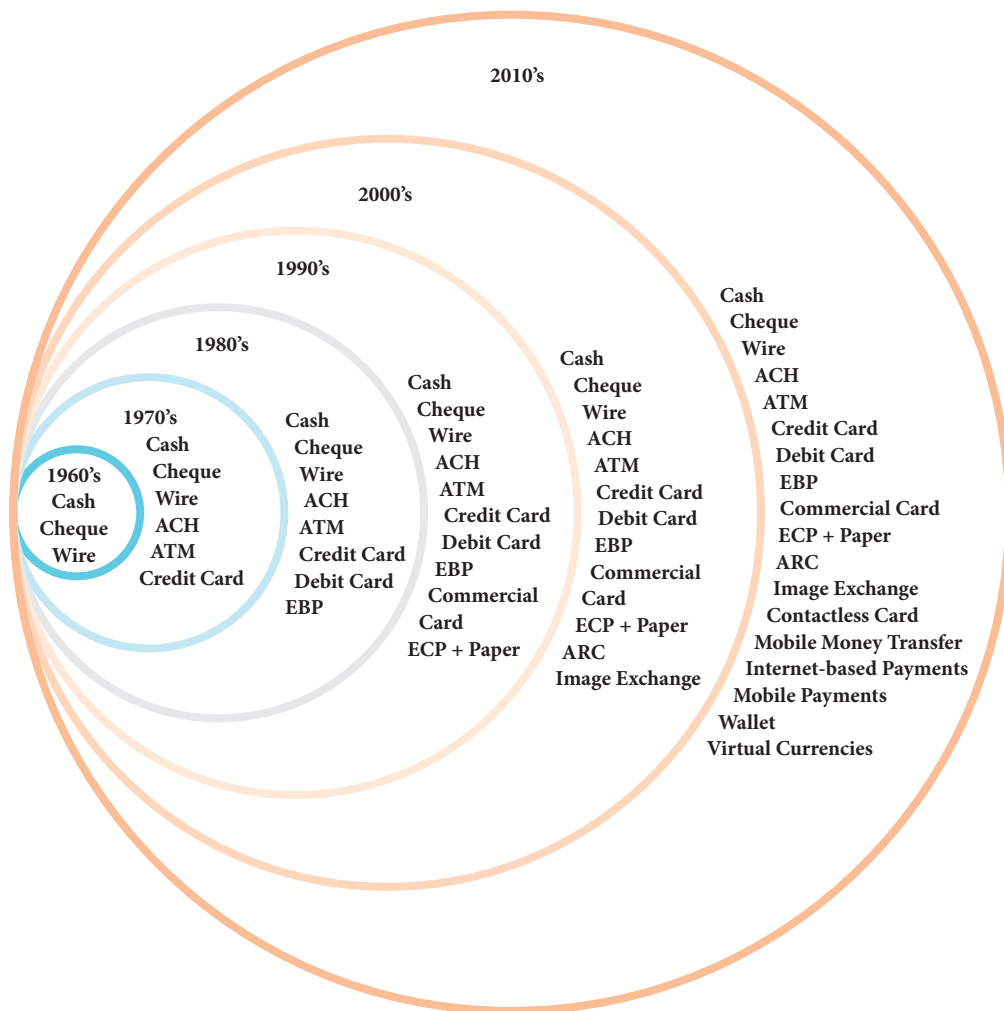 1960's
Cash
Cheque
Wire
1970's
Cash
Cheque
Wire
ACH
ATM
Credit Card
1980's
Cash
Cheque
Wire
ACH
ATM
Credit Card
Debit Card
EBP
1990's
Cash
Cheque
Wire
ACH
ATM
Credit Card
Debit Card
EBP
Commercial
Card
ECP + Paper
2000's
Cash
Cheque
Wire
ACH
ATM
Credit Card
Debit Card
EBP
Commercial
Card
ECP + Paper
ARC
Image Exchange
2010's
Cash
Cheque
Wire
ACH
ATM
Credit Card
Debit Card
EBP
Commercial Card
ECP + Paper
ARC
Image Exchange
Contactless Card
Mobile Money Transfer
Internet-based Payments
Mobile Payments
Wallet
Virtual Currencies